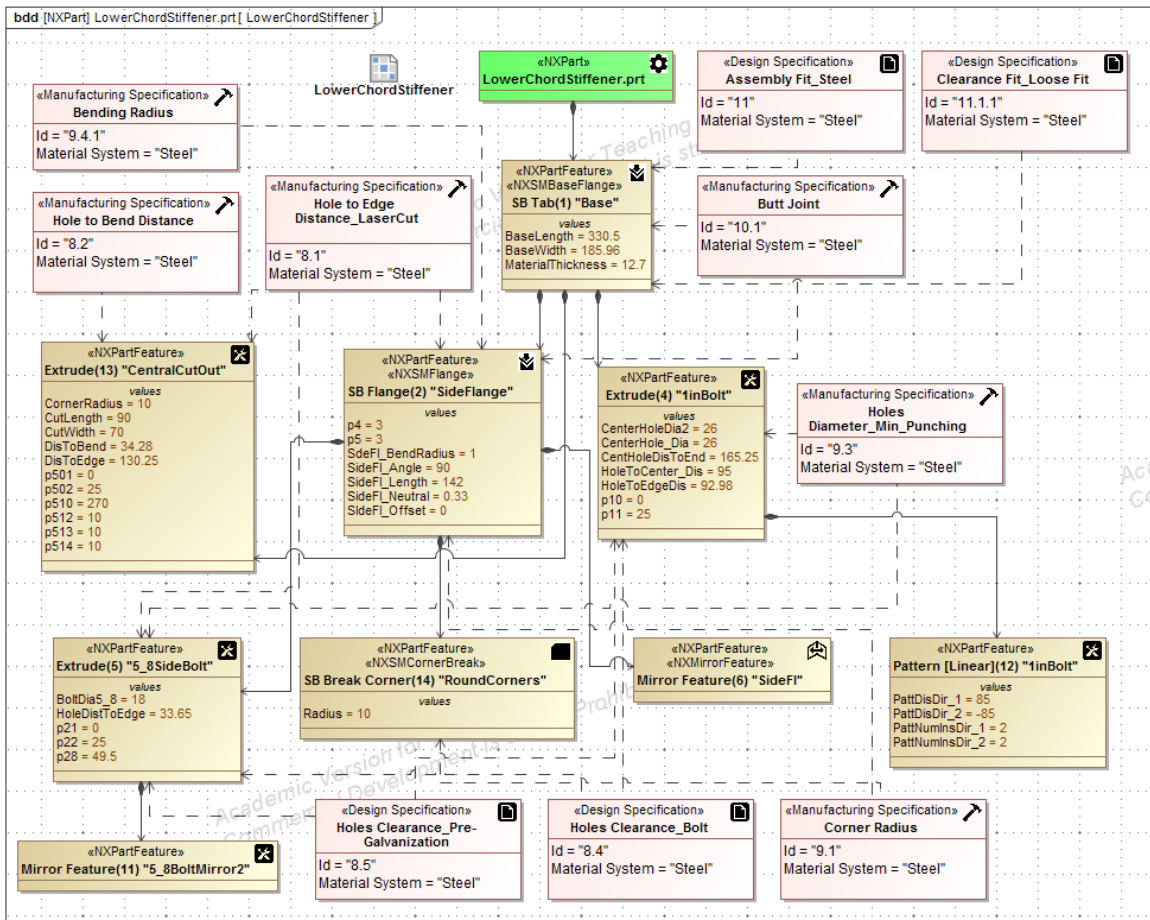 bdd [NXPart] LowerChordStiffener.prt [ LowerChordStiffener ]
LowerChordStiffener
«NXPart»
LowerChordStiffener.prt
«Design Specification»
Assembly Fit_Steel
Id = "11"
Material System = "Steel"
«Design Specification»
Clearance Fit_Loose Fit
Id = "11.1.1"
Material System = "Steel"
«Manufacturing Specification»
Bending Radius
Id = "9.4.1"
Material System = "Steel"
«Manufacturing Specification»
Hole to Bend Distance
Id = "8.2"
Material System = "Steel"
«Manufacturing Specification»
Hole to Edge
Distance_LaserCut
Id = "8.1"
Material System = "Steel"
«NXPartFeature»
«NXSMBaseFlange»
SB Tab(1) "Base"
values
BaseLength = 330.5
BaseWidth = 185.96
MaterialThickness = 12.7
«Manufacturing Specification»
Butt Joint
Id = "10.1"
Material System = "Steel"
«NXPartFeature»
Extrude(13) "CentralCutOut"
values
CornerRadius = 10
CutLength = 90
CutWidth = 70
DisToBend = 34.28
DisToEdge = 130.25
p501 = 0
p502 = 25
p510 = 270
p512 = 10
p513 = 10
p514 = 10
«NXPartFeature»
«NXSMFlange»
SB Flange(2) "SideFlange"
values
p4 = 3
p5 = 3
SdeFl_BendRadius = 1
SideFl_Angle = 90
SideFl_Length = 142
SideFl_Neutral = 0.33
SIdeFl_Offset = 0
«NXPartFeature»
Extrude(4) "1inBolt"
values
CenterHoleDia2 = 26
CenterHole_Dia = 26
CentHoleDisToEnd = 165.25
HoleToCenter_Dis = 95
HoleToEdgeDis = 92.98
p10 = 0
p11 = 25
«Manufacturing Specification»
Holes
Diameter_Min_Punching
Id = "9.3"
Material System = "Steel"
«NXPartFeature»
Extrude(5) "5_8SideBolt"
values
BoltDia5_8 = 18
HoleDistToEdge = 33.65
p21 = 0
p22 = 25
p28 = 49.5
«NXPartFeature»
«NXSMCornerBreak»
SB Break Corner(14) "RoundCorners"
values
Radius = 10
«NXPartFeature»
«NXMirrorFeature»
Mirror Feature(6) "SideFl"
«NXPartFeature»
Pattern [Linear](12) "1inBolt"
values
PattDisDir_1 = 85
PattDisDir_2 = -85
PattNumInsDir_1 = 2
PattNumInsDir_2 = 2
«NXPartFeature»
Mirror Feature(11) "5_8BoltMirror2"
«Design Specification»
Holes Clearance_Pre-
Galvanization
Id = "8.5"
Material System = "Steel"
«Design Specification»
Holes Clearance_Bolt
Id = "8.4"
Material System = "Steel"
«Manufacturing Specification»
Corner Radius
Id = "9.1"
Material System = "Steel"
Academic Version for
Teaching